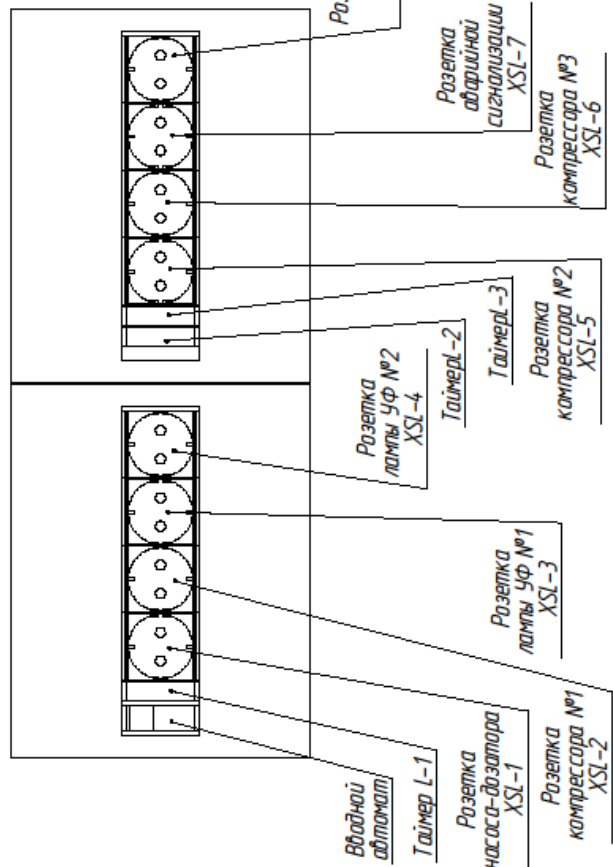 Вводной
автомат
Таймер L-1
Розетка
насоса-дозатора
XSL-1
Розетка
компрессора №1
XSL-2
Розетка
лампы УФ №1
XSL-3
Розетка
лампы УФ №2
XSL-4
ТаймерL-2
ТаймерL-3
Розетка
компрессора №2
XSL-5
Розетка
компрессора №3
XSL-6
Розетка
аварийной
сигнализации
XSL-7